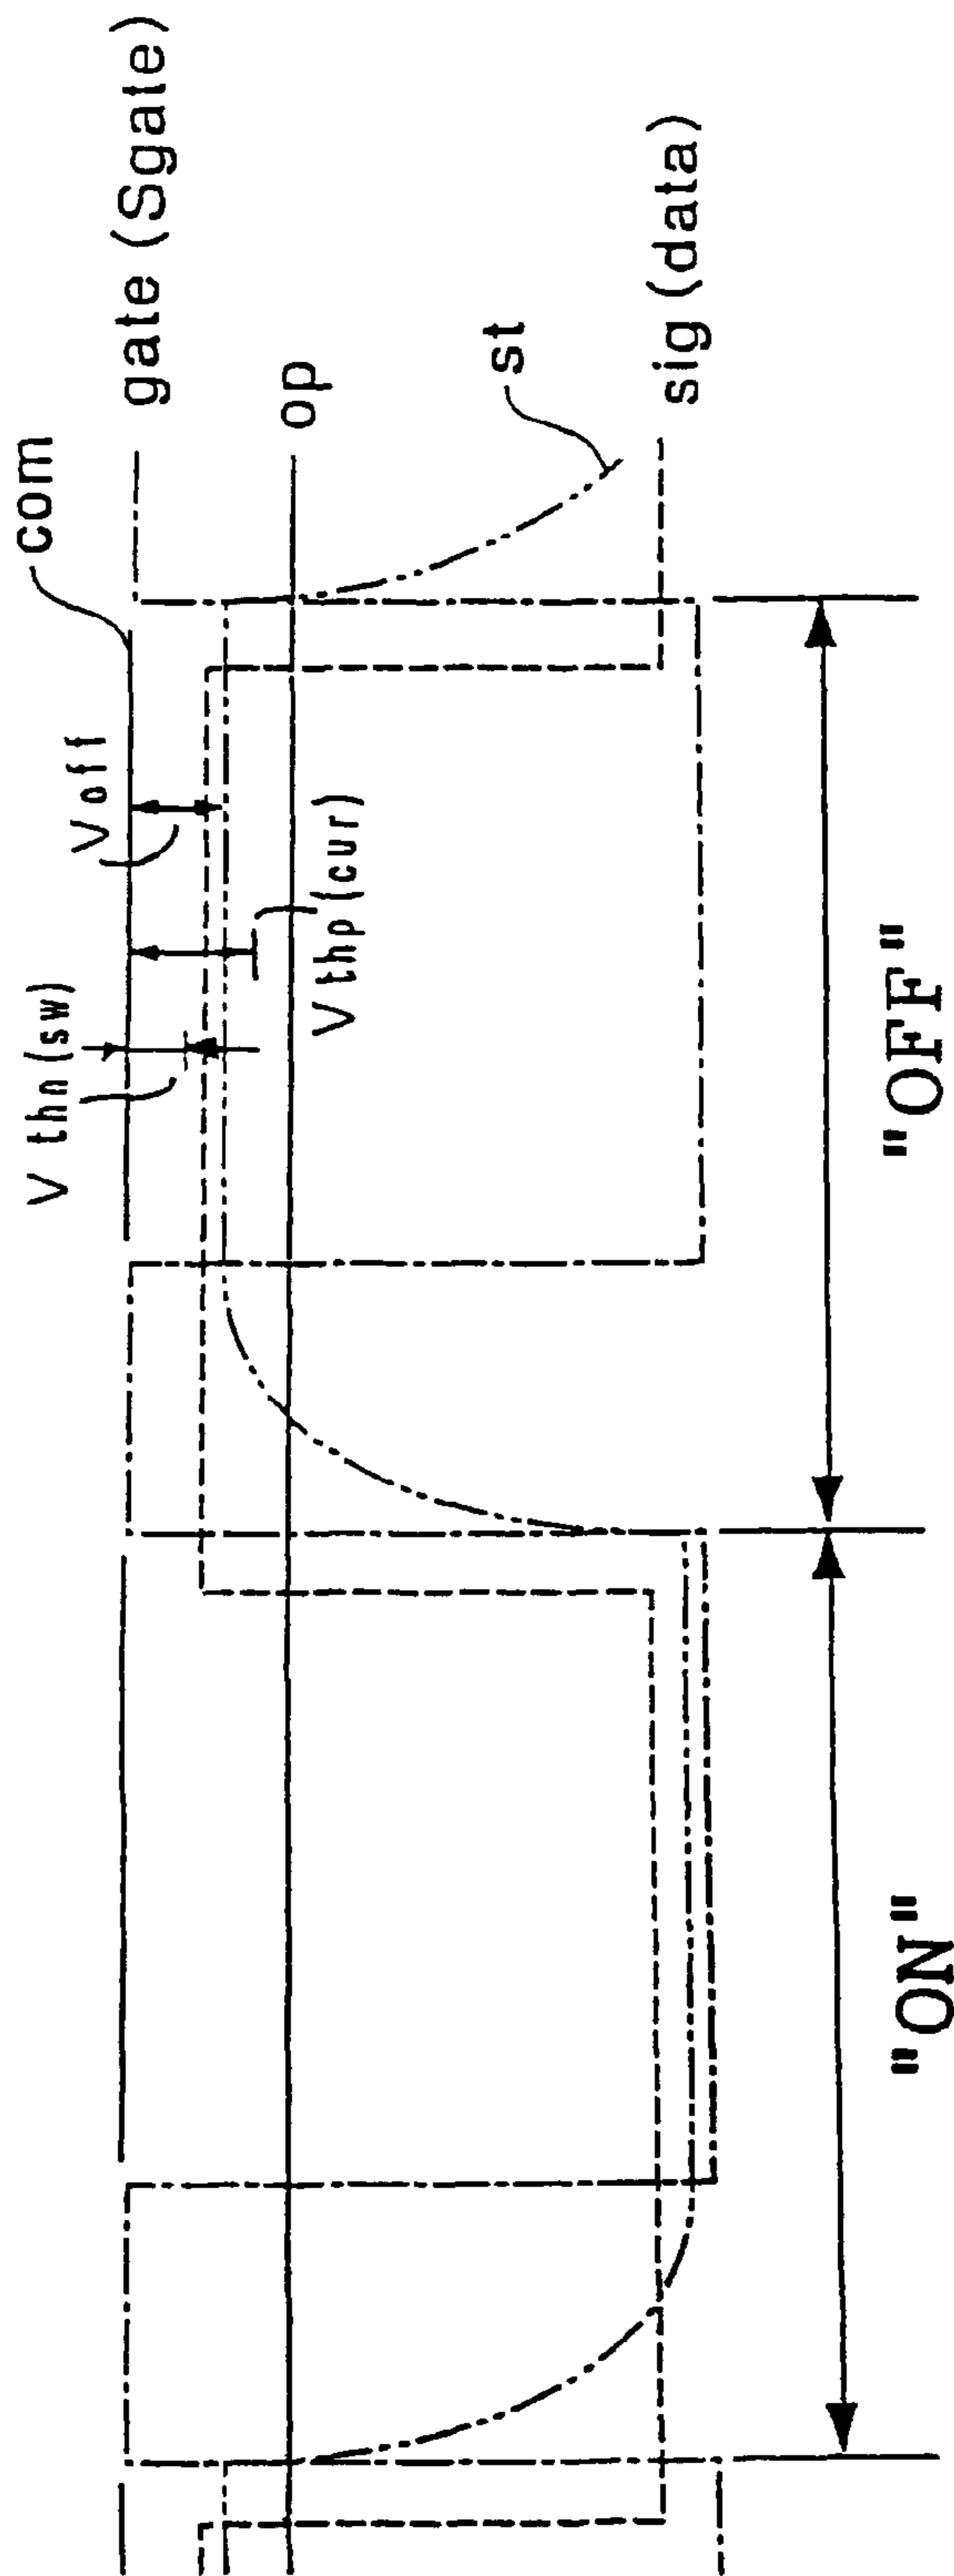 gate (Sgate)
com
op
st
sig (data)
Voff
Vthp (cur)
Vthn (sw)
"OFF"
"ON"